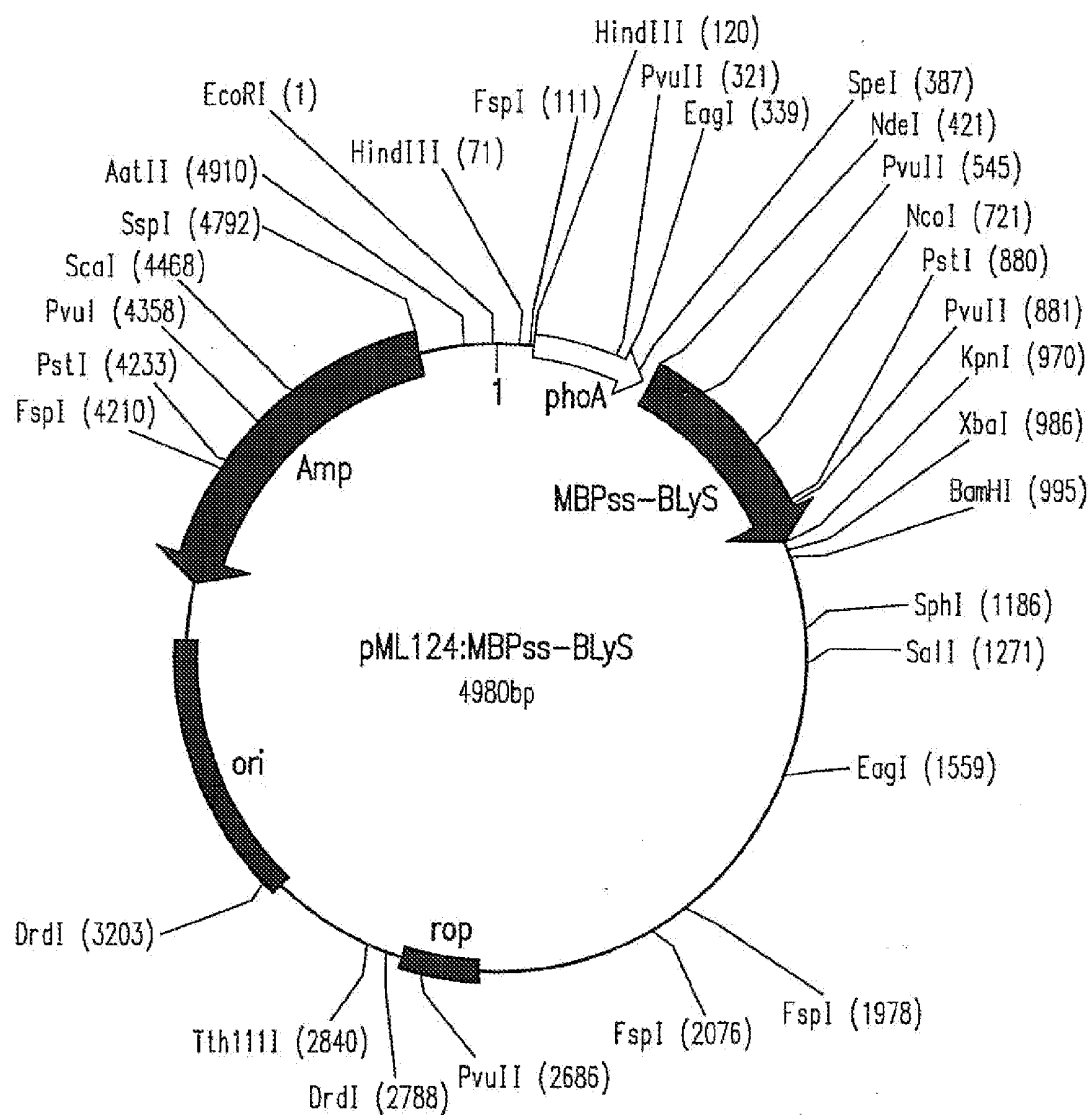 HindIII (120)
PvuII (321)
EcoRI (1)
FspI (111)
EagI (339)
SpeI (387)
HindIII (71)
NdeI (421)
AatII (4910)
PvuII (545)
SspI (4792)
NcoI (721)
ScaI (4468)
PstI (880)
PvuI (4358)
PvuII (881)
PstI (4233)
KpnI (970)
FspI (4210)
1
phoA
XbaI (986)
Amp
MBPss-BLyS
BamHI (995)
SphI (1186)
pML124:MBPss-BLyS
SalI (1271)
4980bp
ori
EagI (1559)
DrdI (3203)
rop
FspI (1978)
Tth111I (2840)
FspI (2076)
PvuII (2686)
DrdI (2788)